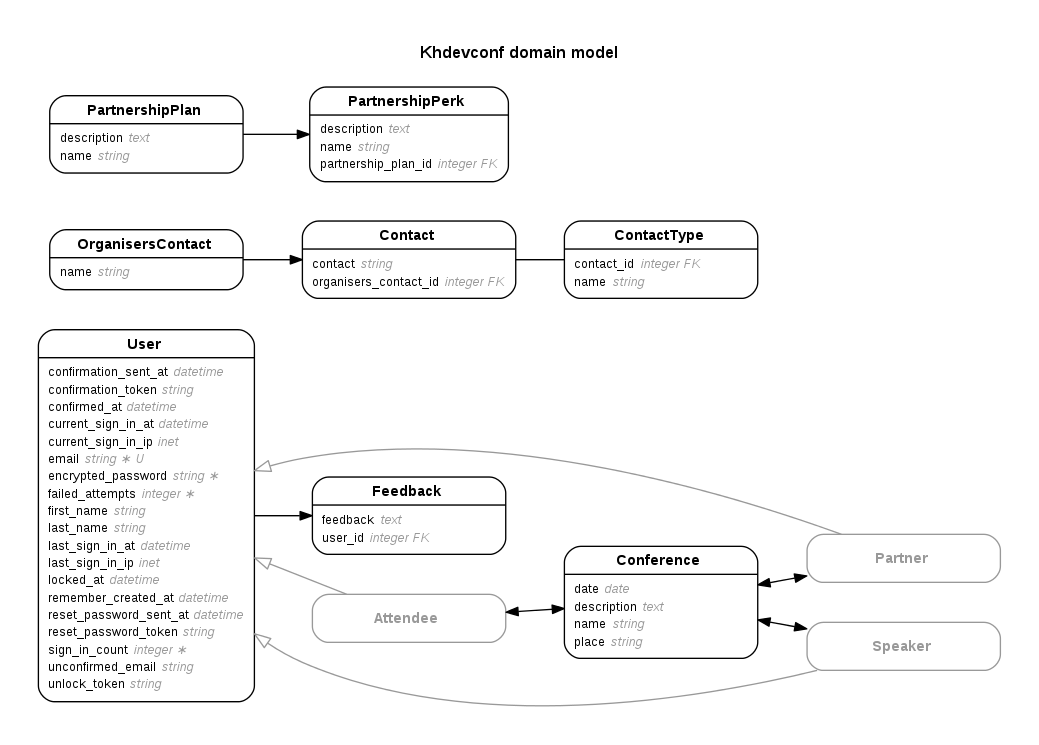 Khdevconf domain model
PartnershipPlan
description text
name string
PartnershipPerk
description text
name string
partnership_plan_id integer FK
OrganisersContact
name string
Contact
contact string
organisers_contact_id integer FK
ContactType
contact_id integer FK
name string
User
confirmation_sent_at datetime
confirmation_token string
confirmed_at datetime
current_sign_in_at datetime
current_sign_in_ip inet
email string ∗ U
encrypted_password string ∗
failed_attempts integer ∗
first_name string
last_name string
last_sign_in_at datetime
last_sign_in_ip inet
locked_at datetime
remember_created_at datetime
reset_password_sent_at datetime
reset_password_token string
sign_in_count integer ∗
unconfirmed_email string
unlock_token string
Feedback
feedback text
user_id integer FK
Attendee
Conference
date date
description text
name string
place string
Partner
Speaker